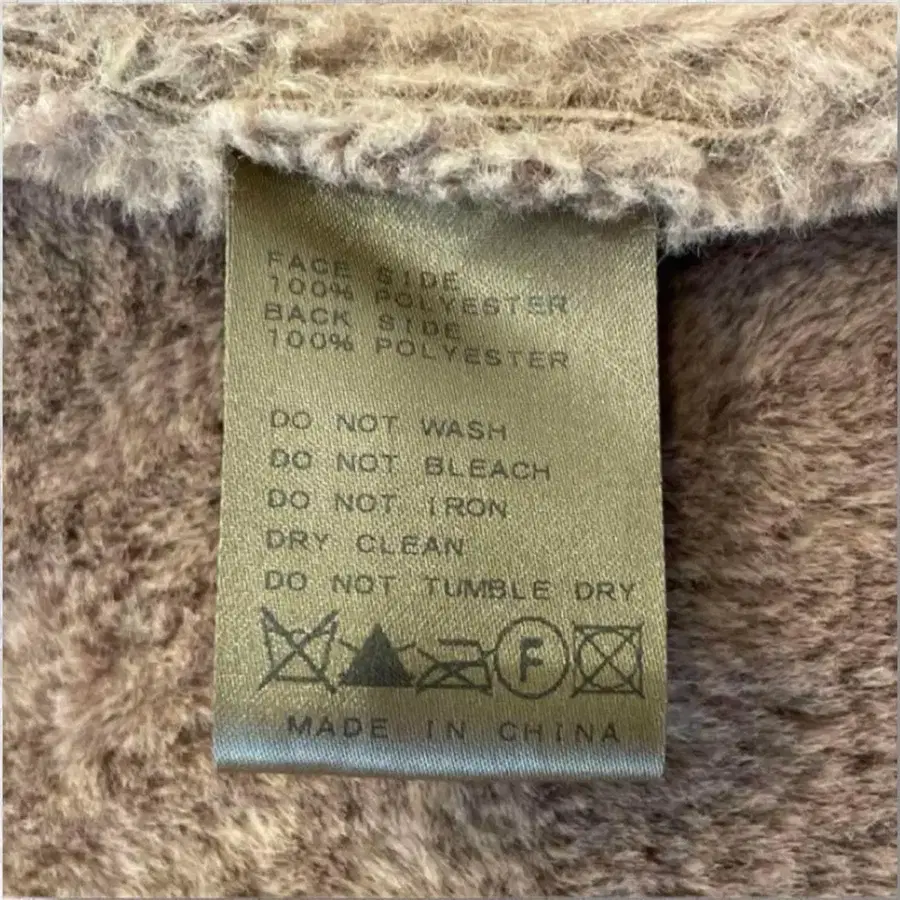 FACE SIDE
100% POLYESTER
BACK SIDE
100% POLYESTER
DO NOT WASH
DO NOT BLEACH
DO NOT IRON
DRY CLEAN
DO NOT TUMBLE DRY
F
MADE IN CHINA